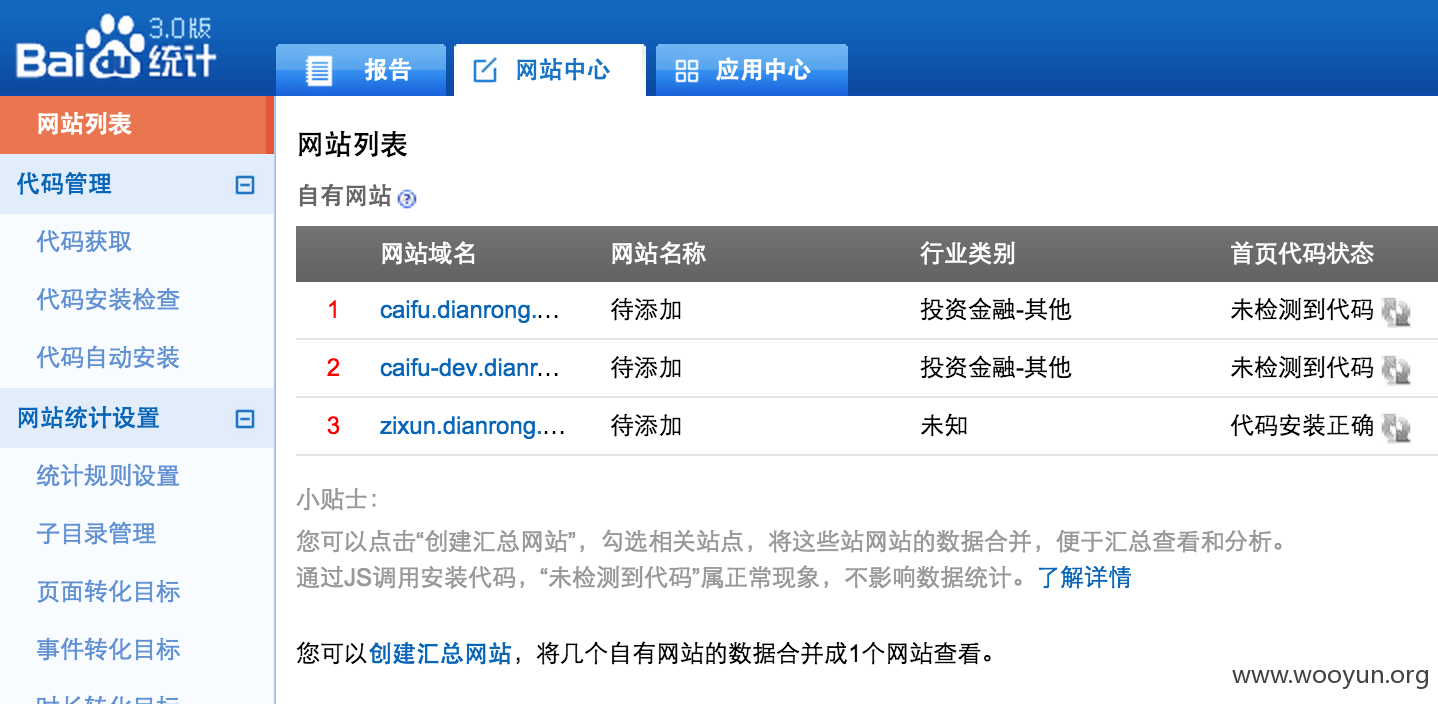 3.0版
Bai du 统计
报告 网站中心 应用中心
网站列表
代码管理
代码获取
代码安装检查
代码自动安装
网站统计设置
统计规则设置
子目录管理
页面转化目标
事件转化目标
时长转化目标
网站列表
自有网站 ?
网站域名 网站名称 行业类别 首页代码状态
1 caifu.dianrong.… 待添加 投资金融-其他 未检测到代码
2 caifu-dev.dianr… 待添加 投资金融-其他 未检测到代码
3 zixun.dianrong.… 待添加 未知 代码安装正确
小贴士：
您可以点击“创建汇总网站”，勾选相关站点，将这些站网站的数据合并，便于汇总查看和分析。
通过JS调用安装代码，“未检测到代码”属正常现象，不影响数据统计。了解详情
您可以创建汇总网站，将几个自有网站的数据合并成1个网站查看。
www.wooyun.org